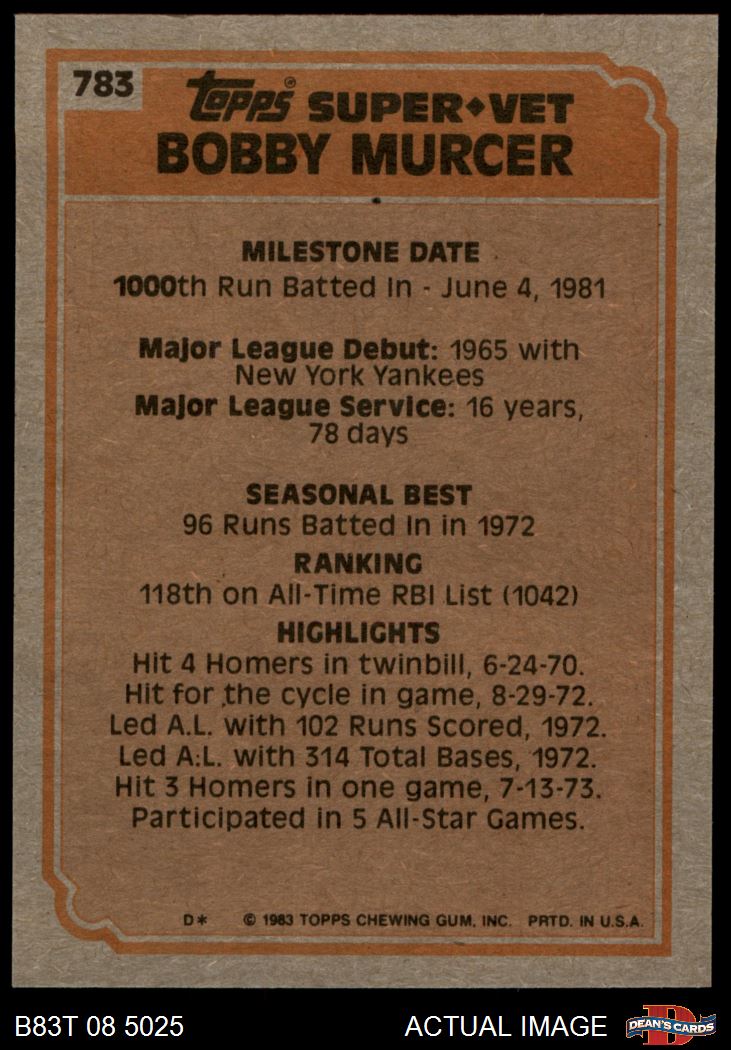 783
Topps® SUPER♦VET
BOBBY MURCER
MILESTONE DATE
1000th Run Batted In - June 4, 1981
Major League Debut: 1965 with
New York Yankees
Major League Service: 16 years,
78 days
SEASONAL BEST
96 Runs Batted In in 1972
RANKING
118th on All-Time RBI List (1042)
HIGHLIGHTS
Hit 4 Homers in twinbill, 6-24-70.
Hit for the cycle in game, 8-29-72.
Led A.L. with 102 Runs Scored, 1972.
Led A.L. with 314 Total Bases, 1972.
Hit 3 Homers in one game, 7-13-73.
Participated in 5 All-Star Games.
D* © 1983 TOPPS CHEWING GUM, INC. PRTD. IN U.S.A.
B83T 08 5025 ACTUAL IMAGE D DEAN'S CARDS